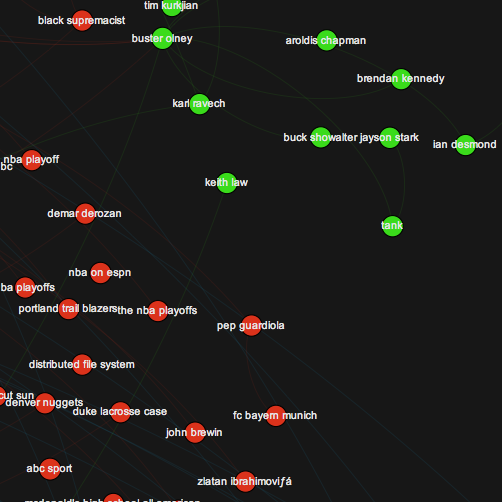 tim kurkjian
black supremacist
buster olney
aroldis chapman
brendan kennedy
karl ravech
buck showalter
jayson stark
ian desmond
nba playoff
bc
keith law
demar derozan
tank
nba on espn
ba playoffs
portland trail blazers
the nba playoffs
pep guardiola
distributed file system
cut sun
denver nuggets
duke lacrosse case
fc bayern munich
john brewin
abc sport
zlatan ibrahimoviƒá